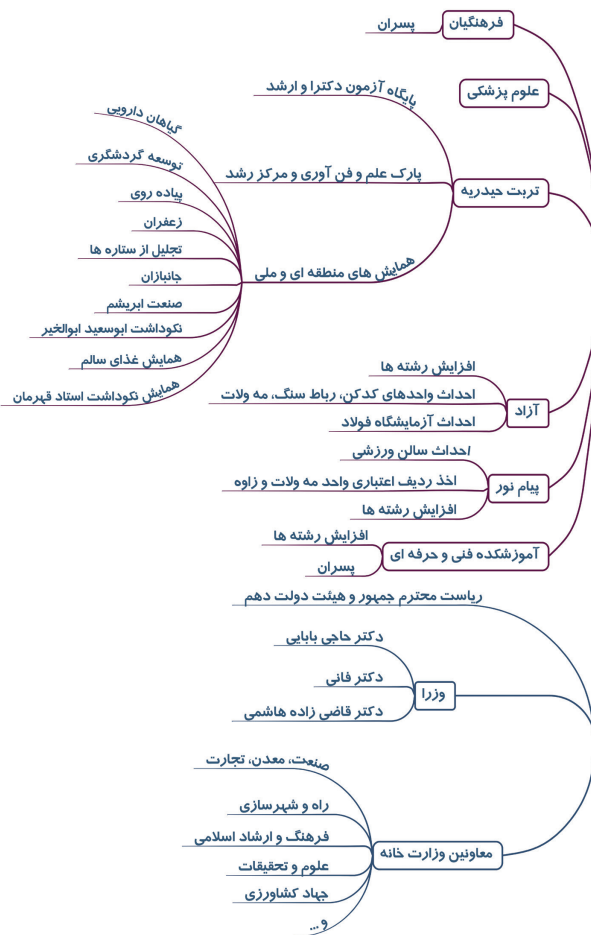 فرهنگیان
پسران
علوم پزشکی
تربت حیدریه
پایگاه آزمون دکترا و ارشد
پارک علم و فن آوری و مرکز رشد
همایش های منطقه ای و ملی
گیاهان دارویی
توسعه گردشگری
پیاده روی
زعفران
تجلیل از ستاره ها
جانبازان
صنعت ابریشم
نکوداشت ابوسعید ابوالخیر
همایش غذای سالم
همایش نکوداشت استاد قهرمان
آزاد
افزایش رشته ها
احداث واحدهای کدکن، رباط سنگ، مه ولات
احداث آزمایشگاه فولاد
پیام نور
احداث سالن ورزشی
اخذ ردیف اعتباری واحد مه ولات و زاوه
افزایش رشته ها
آموزشکده فنی و حرفه ای
افزایش رشته ها
پسران
ریاست محترم جمهور و هیئت دولت دهم
وزرا
دکتر حاجی بابایی
دکتر فانی
دکتر قاضی زاده هاشمی
معاونین وزارت خانه
صنعت، معدن، تجارت
راه و شهرسازی
فرهنگ و ارشاد اسلامی
علوم و تحقیقات
جهاد کشاورزی
و ...